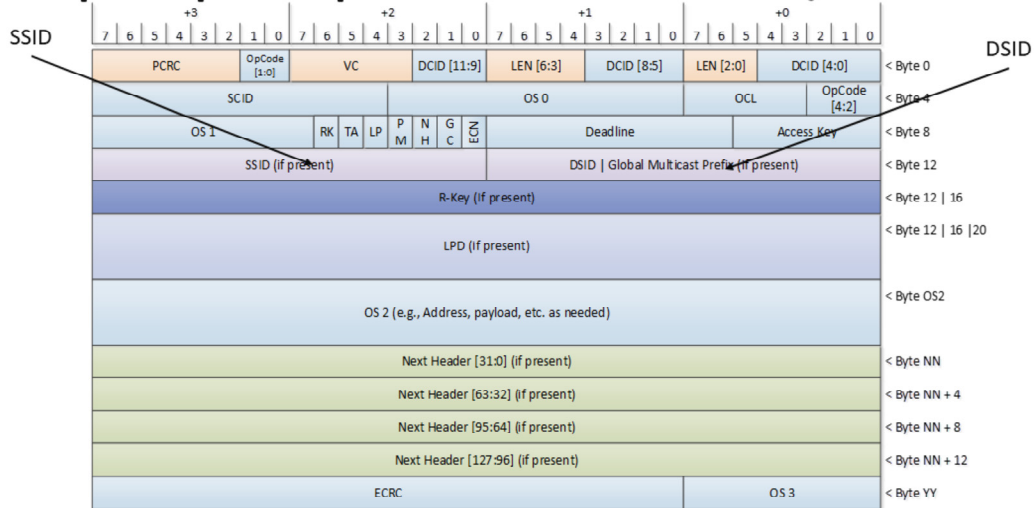 +3 +2 +1 +0
SSID
7 6 5 4 3 2 1 0 7 6 5 4 3 2 1 0 7 6 5 4 3 2 1 0 7 6 5 4 3 2 1 0
DSID
PCRC OpCode [1:0] VC DCID [11:9] LEN [6:3] DCID [8:5] LEN [2:0] DCID [4:0] < Byte 0
SCID OS 0 OCL OpCode [4:2] < Byte 4
OS 1 RK TA LP PM NH GC ECN Deadline Access Key < Byte 8
SSID (if present) DSID | Global Multicast Prefix (if present) < Byte 12
R-Key (if present) < Byte 12 | 16
LPD (if present) < Byte 12 | 16 |20
OS 2 (e.g., Address, payload, etc. as needed) < Byte OS2
Next Header [31:0] (if present) < Byte NN
Next Header [63:32] (if present) < Byte NN + 4
Next Header [95:64] (if present) < Byte NN + 8
Next Header [127:96] (if present) < Byte NN + 12
ECRC OS 3 < Byte YY